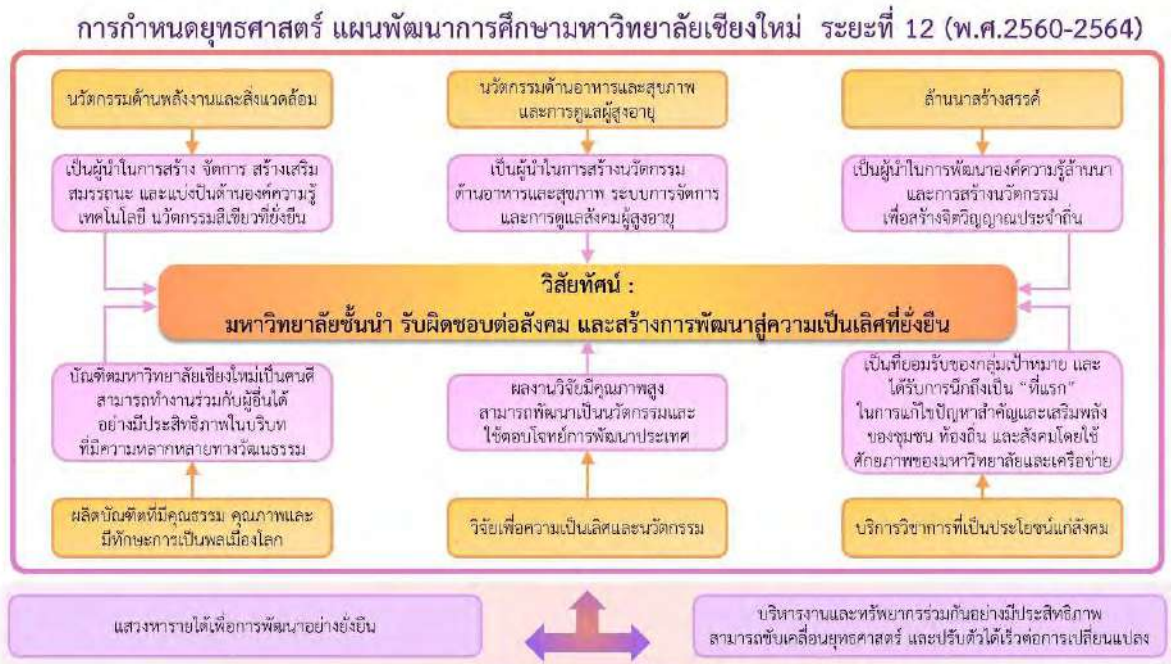 การกำหนดยุทธศาสตร์ แผนพัฒนาการศึกษามหาวิทยาลัยเชียงใหม่ ระยะที่ 12 (พ.ศ.2560-2564)
นวัตกรรมด้านพลังงานและสิ่งแวดล้อม
นวัตกรรมด้านอาหารและสุขภาพ
และการดูแลผู้สูงอายุ
ล้านนาสร้างสรรค์
เป็นผู้นำในการสร้าง จัดการ สร้างเสริม
สมรรถนะ และแบ่งปันด้านองค์ความรู้
เทคโนโลยี นวัตกรรมสีเขียวที่ยั่งยืน
เป็นผู้นำในการสร้างนวัตกรรม
ด้านอาหารและสุขภาพ ระบบการจัดการ
และการดูแลสังคมผู้สูงอายุ
เป็นผู้นำในการพัฒนาองค์ความรู้ล้านนา
และการสร้างนวัตกรรม
เพื่อสร้างจิตวิญญาณประจำถิ่น
วิสัยทัศน์ :
มหาวิทยาลัยชั้นนำ รับผิดชอบต่อสังคม และสร้างการพัฒนาสู่ความเป็นเลิศที่ยั่งยืน
บัณฑิตมหาวิทยาลัยเชียงใหม่เป็นคนดี
สามารถทำงานร่วมกับผู้อื่นได้
อย่างมีประสิทธิภาพในบริบท
ที่มีความหลากหลายทางวัฒนธรรม
ผลงานวิจัยมีคุณภาพสูง
สามารถพัฒนาเป็นนวัตกรรมและ
ใช้ตอบโจทย์การพัฒนาประเทศ
เป็นที่ยอมรับของกลุ่มเป้าหมาย และ
ได้รับการนึกถึงเป็น “ที่แรก”
ในการแก้ไขปัญหาสำคัญและเสริมพลัง
ของชุมชน ท้องถิ่น และสังคมโดยใช้
ศักยภาพของมหาวิทยาลัยและเครือข่าย
ผลิตบัณฑิตที่มีคุณธรรม คุณภาพและ
มีทักษะการเป็นพลเมืองโลก
วิจัยเพื่อความเป็นเลิศและนวัตกรรม
บริการวิชาการที่เป็นประโยชน์แก่สังคม
แสวงหารายได้เพื่อการพัฒนาอย่างยั่งยืน
บริหารงานและทรัพยากรร่วมกันอย่างมีประสิทธิภาพ
สามารถขับเคลื่อนยุทธศาสตร์ และปรับตัวได้เร็วต่อการเปลี่ยนแปลง